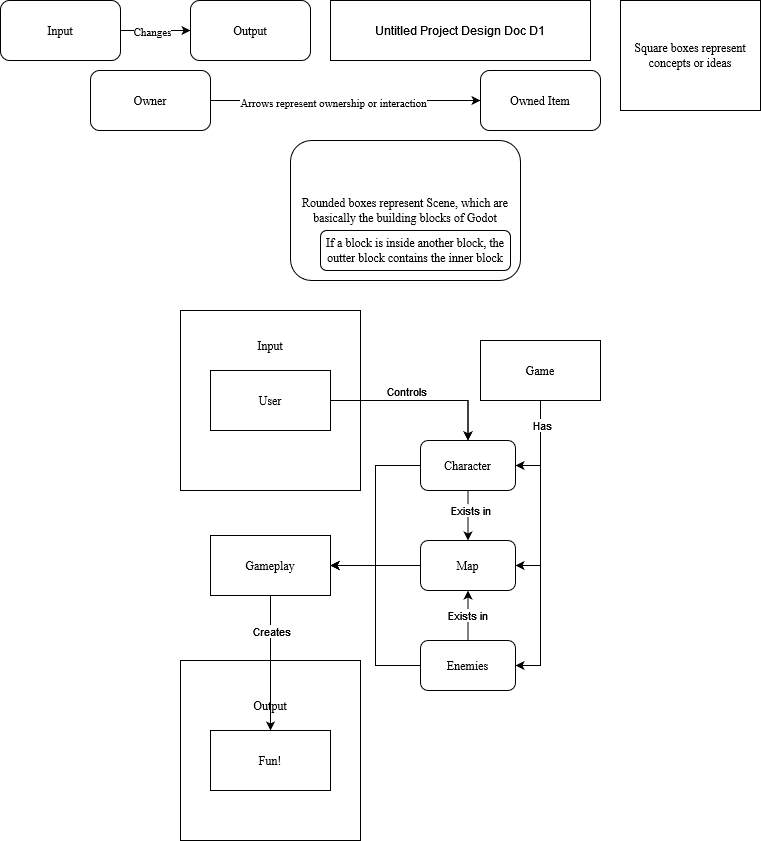 Input
Changes
Output
Untitled Project Design Doc D1
Square boxes represent
concepts or ideas
Owner
Arrows represent ownership or interaction
Owned Item
Rounded boxes represent Scene, which are
basically the building blocks of Godot
If a block is inside another block, the
outter block contains the inner block
Input
User
Controls
Game
Has
Character
Exists in
Gameplay
Map
Exists in
Creates
Enemies
Output
Fun!